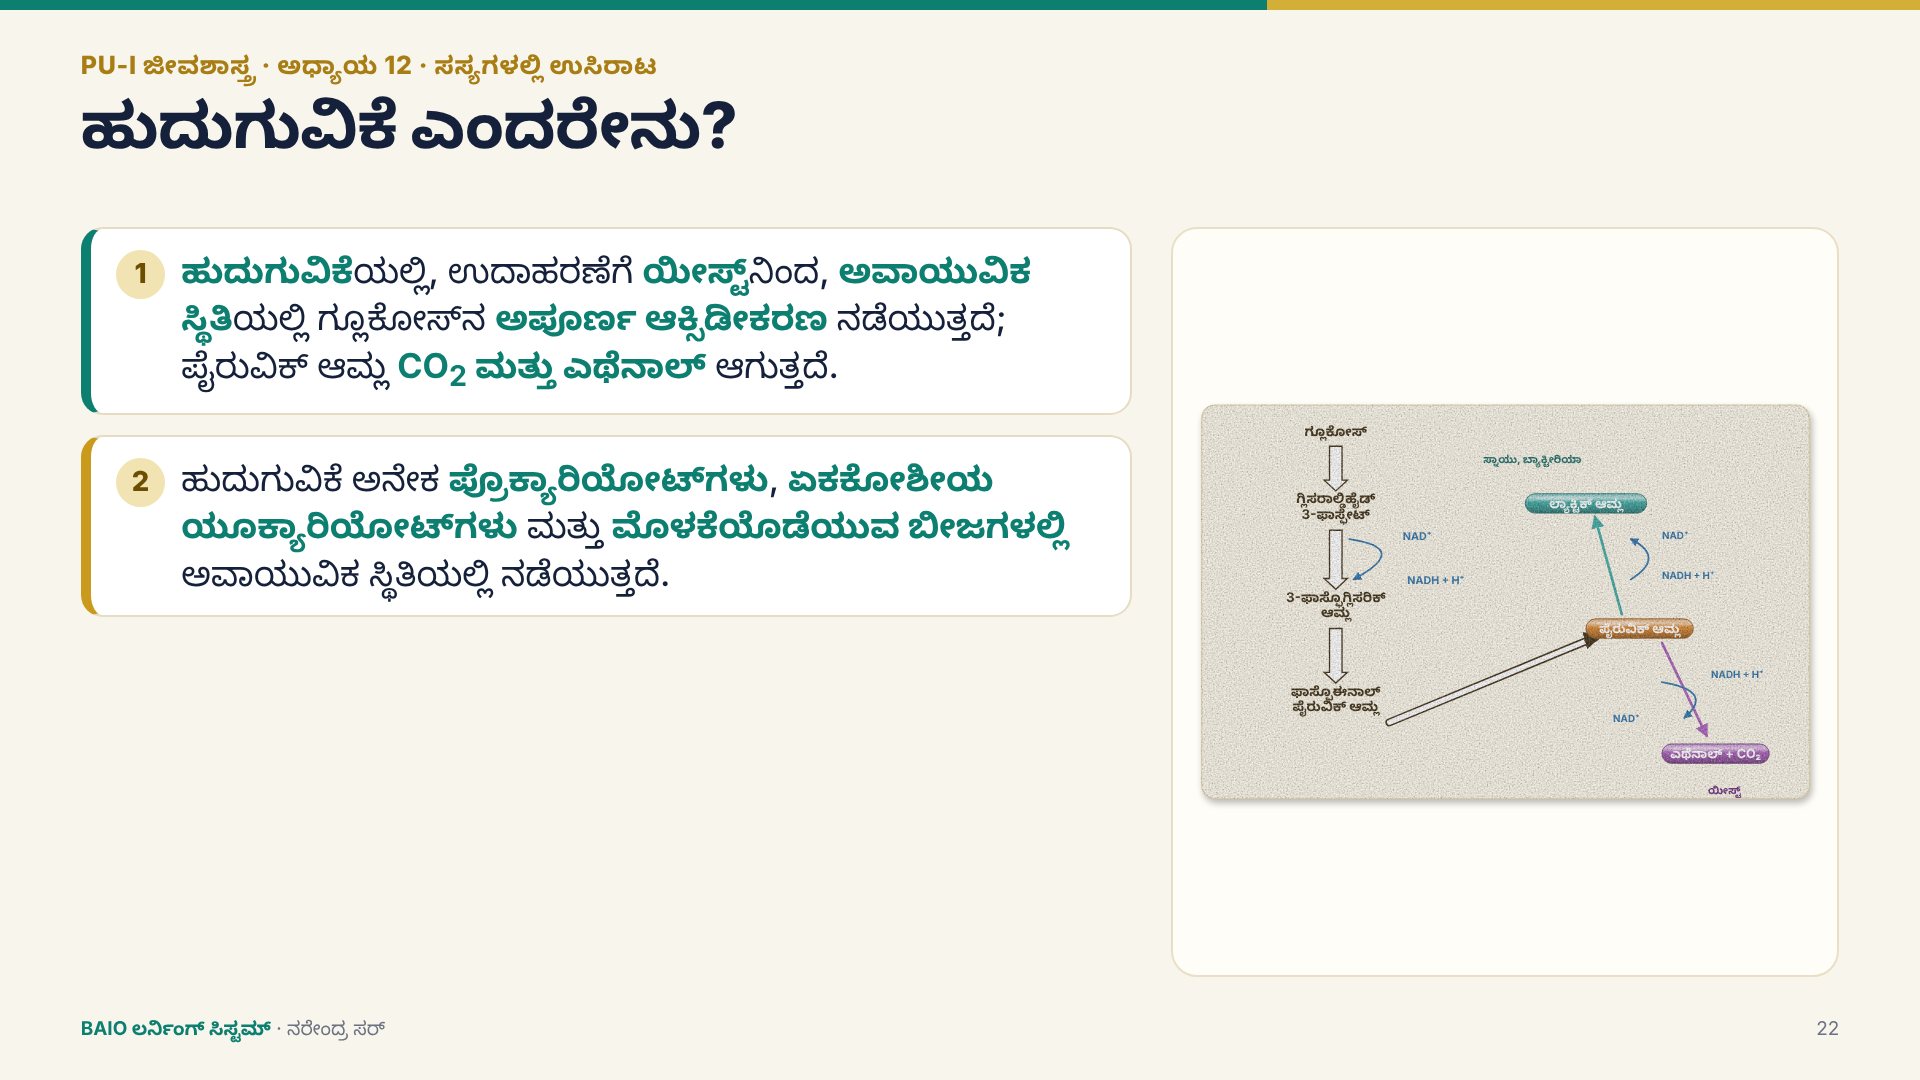 PU-I ಜೀವಶಾಸ್ತ್ರ · ಅಧ್ಯಾಯ 12 · ಸಸ್ಯಗಳಲ್ಲಿ ಉಸಿರಾಟ
ಹುದುಗುವಿಕೆ ಎಂದರೇನು?
1
ಹುದುಗುವಿಕೆಯಲ್ಲಿ, ಉದಾಹರಣೆಗೆ ಯೀಸ್ಟ್‌ನಿಂದ, ಅವಾಯುವಿಕ
ಸ್ಥಿತಿಯಲ್ಲಿ ಗ್ಲೂಕೋಸ್‌ನ ಅಪೂರ್ಣ ಆಕ್ಸಿಡೀಕರಣ ನಡೆಯುತ್ತದೆ;
ಪೈರುವಿಕ್ ಆಮ್ಲ CO₂ ಮತ್ತು ಎಥೆನಾಲ್ ಆಗುತ್ತದೆ.
2
ಹುದುಗುವಿಕೆ ಅನೇಕ ಪ್ರೊಕ್ಯಾರಿಯೋಟ್‌ಗಳು, ಏಕಕೋಶೀಯ
ಯೂಕ್ಯಾರಿಯೋಟ್‌ಗಳು ಮತ್ತು ಮೊಳಕೆಯೊಡೆಯುವ ಬೀಜಗಳಲ್ಲಿ
ಅವಾಯುವಿಕ ಸ್ಥಿತಿಯಲ್ಲಿ ನಡೆಯುತ್ತದೆ.
ಗ್ಲೂಕೋಸ್
ಗ್ಲಿಸರಾಲ್ಡಿಹೈಡ್
3-ಫಾಸ್ಫೇಟ್
NAD⁺
NADH + H⁺
3-ಫಾಸ್ಫೊಗ್ಲಿಸರಿಕ್
ಆಮ್ಲ
ಫಾಸ್ಫೊಈನಾಲ್
ಪೈರುವಿಕ್ ಆಮ್ಲ
ಸ್ನಾಯು, ಬ್ಯಾಕ್ಟೀರಿಯಾ
ಲ್ಯಾಕ್ಟಿಕ್ ಆಮ್ಲ
NAD⁺
NADH + H⁺
ಪೈರುವಿಕ್ ಆಮ್ಲ
NADH + H⁺
NAD⁺
ಎಥೆನಾಲ್ + CO₂
ಯೀಸ್ಟ್
BAIO ಲರ್ನಿಂಗ್ ಸಿಸ್ಟಮ್ · ನರೇಂದ್ರ ಸರ್
22